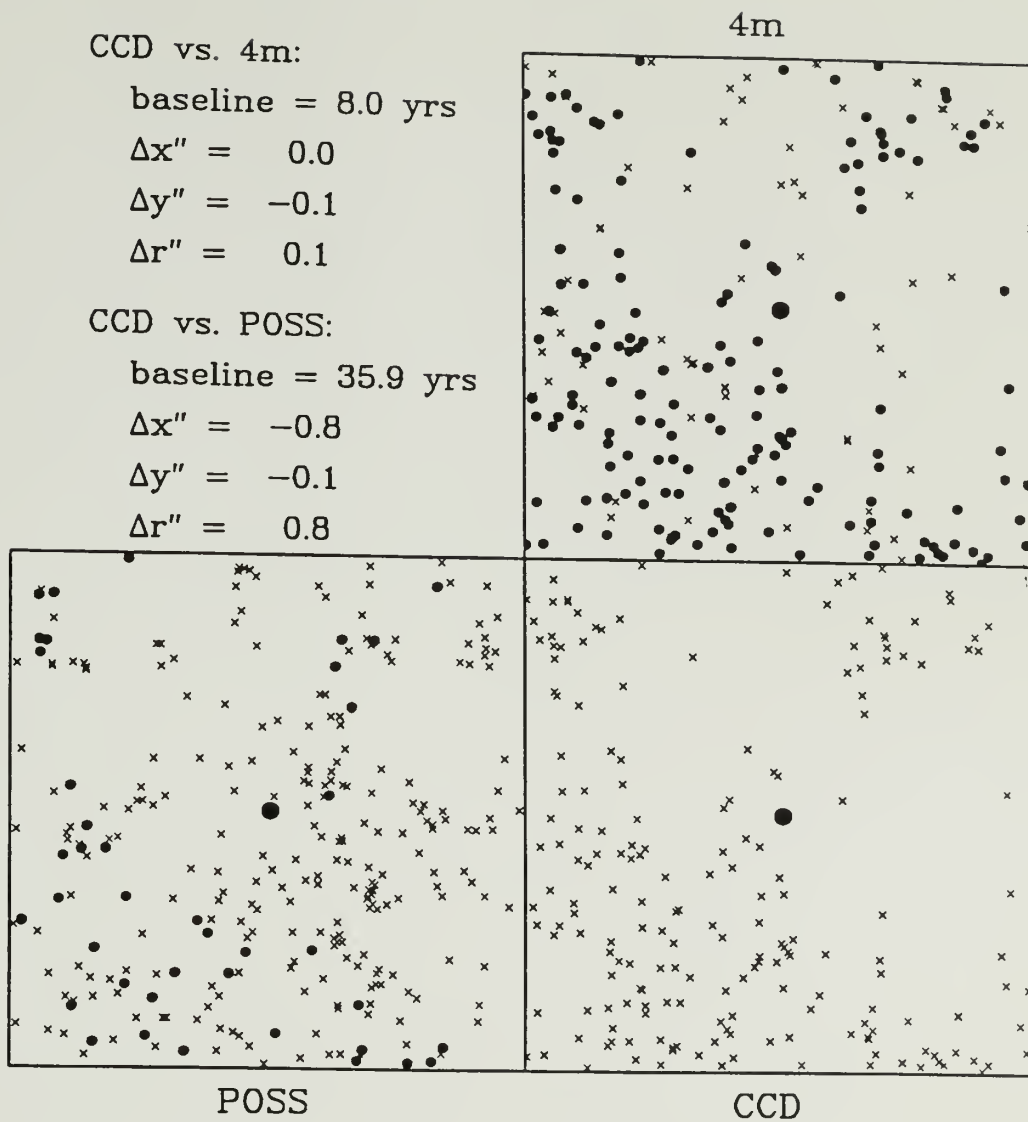 4m
CCD vs. 4m:
baseline = 8.0 yrs
Δx" = 0.0
Δy" = −0.1
Δr" = 0.1
CCD vs. POSS:
baseline = 35.9 yrs
Δx" = −0.8
Δy" = −0.1
Δr" = 0.8
POSS
CCD